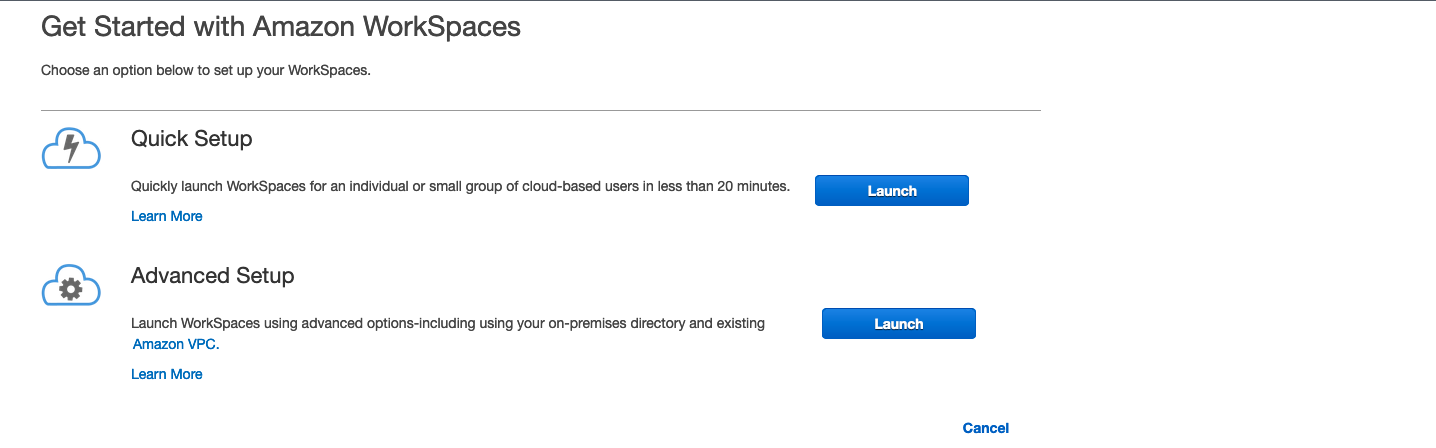 Get Started with Amazon WorkSpaces
Choose an option below to set up your WorkSpaces.
Quick Setup
Quickly launch WorkSpaces for an individual or small group of cloud-based users in less than 20 minutes.
Launch
Learn More
Advanced Setup
Launch WorkSpaces using advanced options-including using your on-premises directory and existing
Amazon VPC.
Launch
Learn More
Cancel